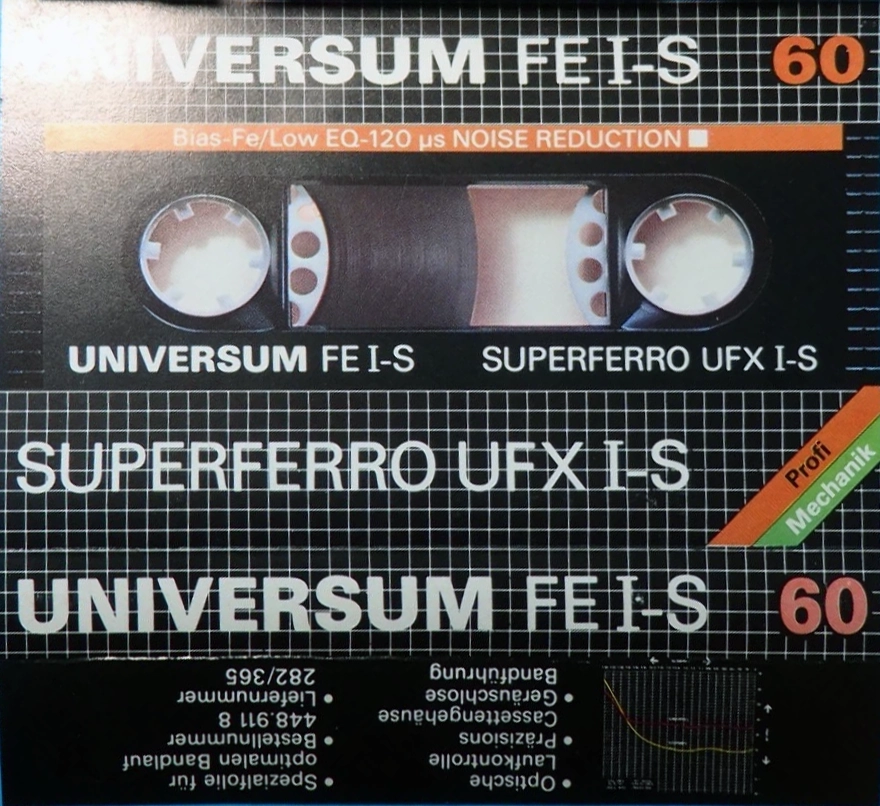 UNIVERSUM FE I-S 60
Bias-Fe/Low EQ-120 µs NOISE REDUCTION
UNIVERSUM FE I-S SUPERFERRO UFX I-S
SUPERFERRO UFX I-S
Profi
Mechanik
UNIVERSUM FE I-S 60
• Optische
Laufkontrolle
• Präzisions
Cassettengehäuse
• Geräuschlose
Bandführung
• Spezialfolie für
optimalen Bandlauf
• Bestellnummer
448.911 8
• Liefernummer
282/365